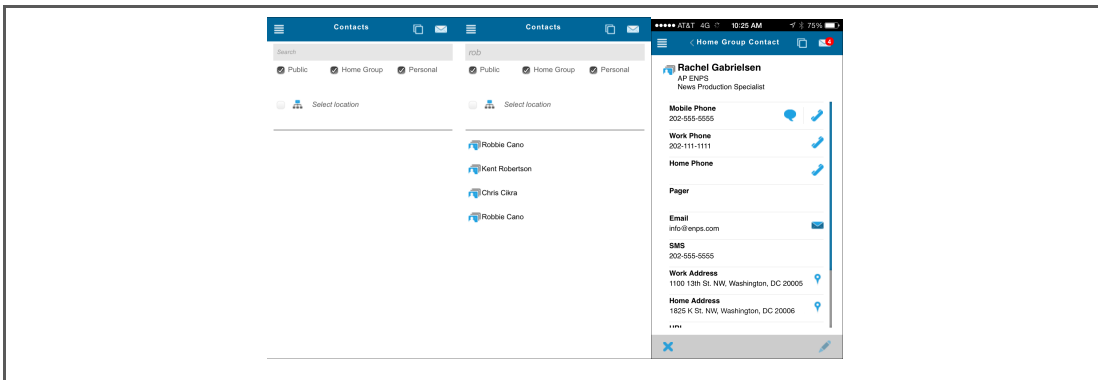 Contacts
Search
Public Home Group Personal
Select location
Contacts
rob
Public Home Group Personal
Select location
Robbie Cano
Kent Robertson
Chris Cikra
Robbie Cano
AT&T 4G 10:25 AM 75%
Home Group Contact 4
Rachel Gabrielsen
AP ENPS
News Production Specialist
Mobile Phone
202-555-5555
Work Phone
202-111-1111
Home Phone
Pager
Email
info@enps.com
SMS
202-555-5555
Work Address
1100 13th St. NW, Washington, DC 20005
Home Address
1825 K St. NW, Washington, DC 20006